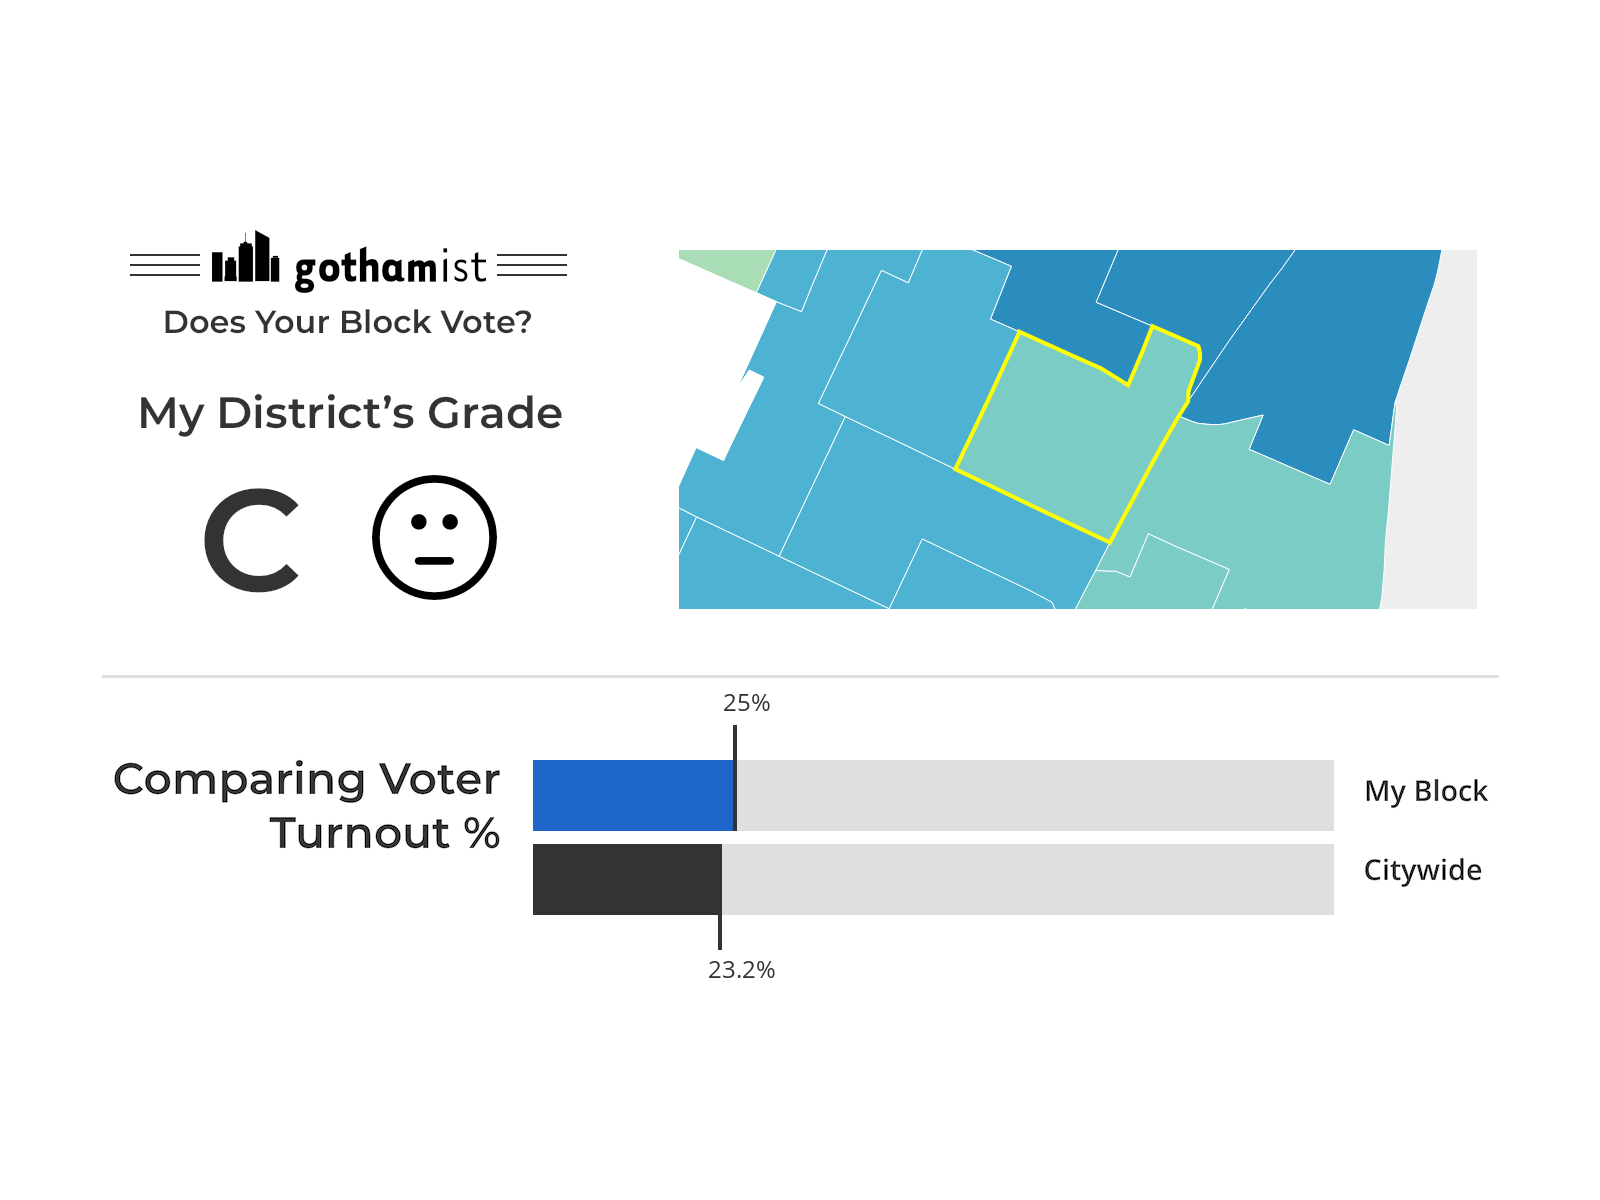 gothamist
Does Your Block Vote?
My District’s Grade
C
25%
Comparing Voter
Turnout %
My Block
Citywide
23.2%